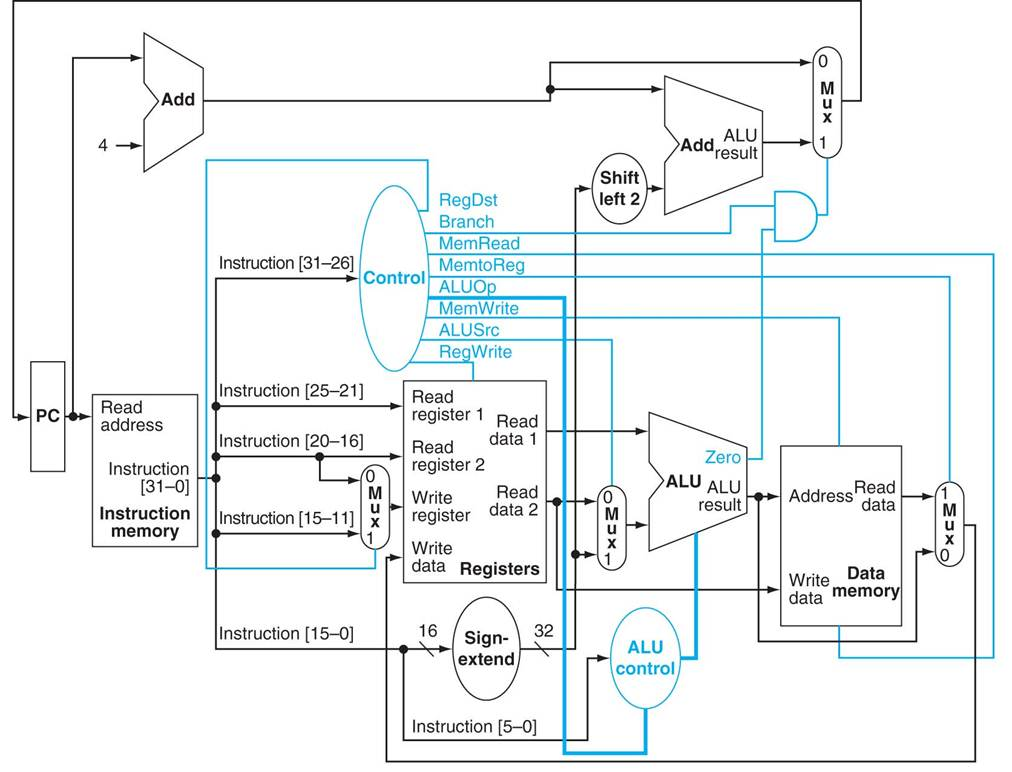 Add
4
0
M
u
x
1
Add
ALU
result
Shift
left 2
RegDst
Branch
MemRead
MemtoReg
ALUOp
MemWrite
ALUSrc
RegWrite
Control
Instruction [31–26]
PC
Read
address
Instruction
[31–0]
Instruction
memory
Instruction [25–21]
Instruction [20–16]
Instruction [15–11]
0
M
u
x
1
Read
register 1
Read
register 2
Write
register
Write
data
Read
data 1
Read
data 2
Registers
0
M
u
x
1
Zero
ALU
ALU
result
Address
Read
data
Write
data
Data
memory
1
M
u
x
0
Instruction [15–0]
16
Sign-
extend
32
ALU
control
Instruction [5–0]